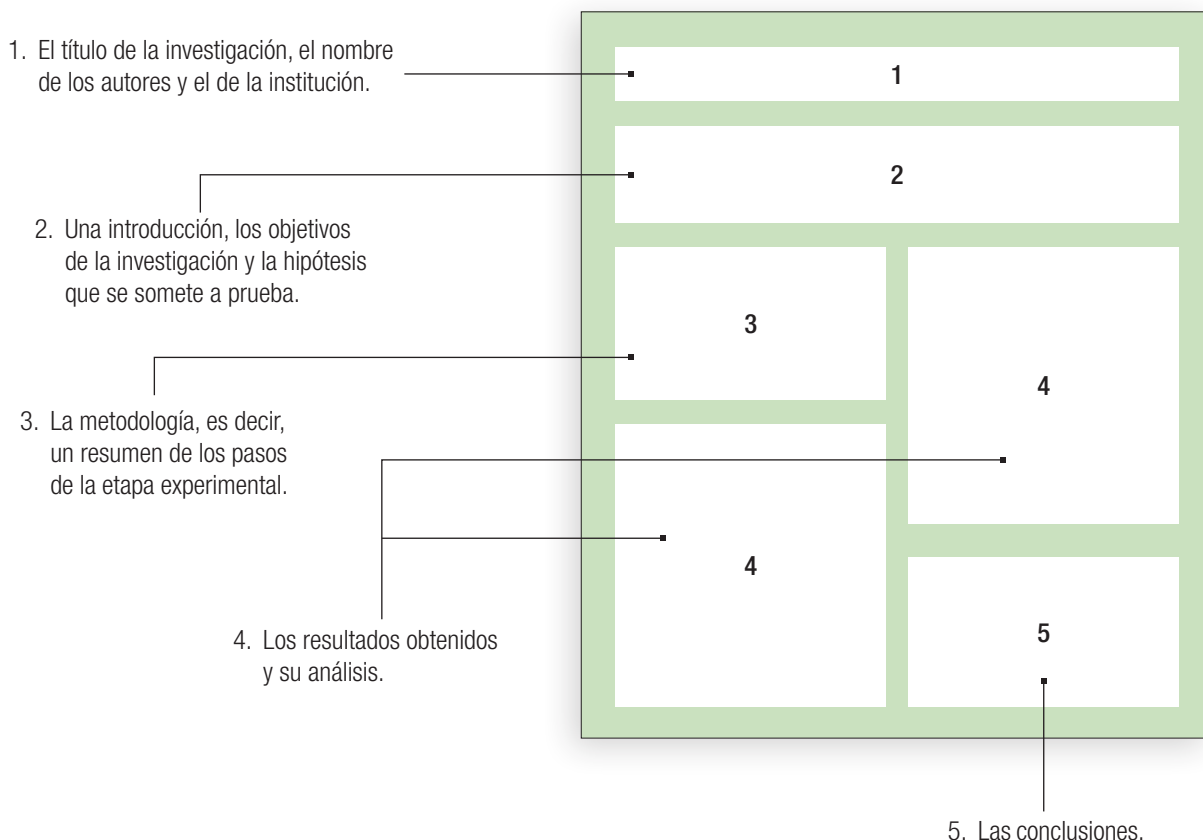 1. El título de la investigación, el nombre
de los autores y el de la institución.
1
2
2. Una introducción, los objetivos
de la investigación y la hipótesis
que se somete a prueba.
3
4
3. La metodología, es decir,
un resumen de los pasos
de la etapa experimental.
4
4. Los resultados obtenidos
y su análisis.
5
5. Las conclusiones.